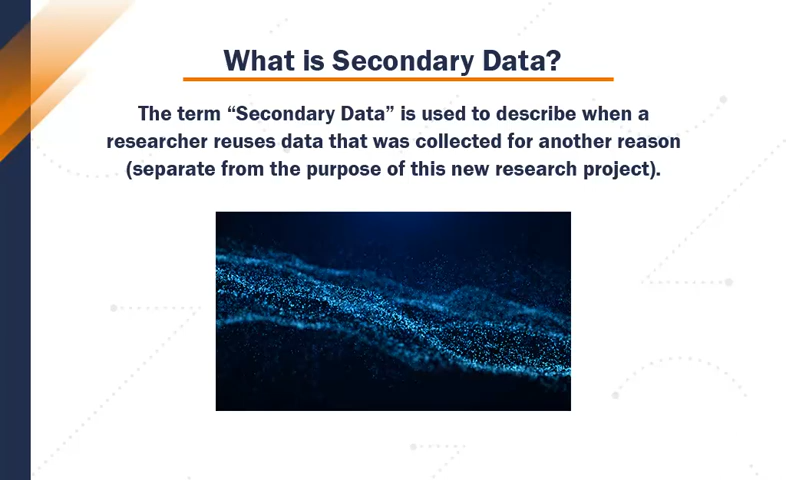 What is Secondary Data?
The term “Secondary Data” is used to describe when a
researcher reuses data that was collected for another reason
(separate from the purpose of this new research project).